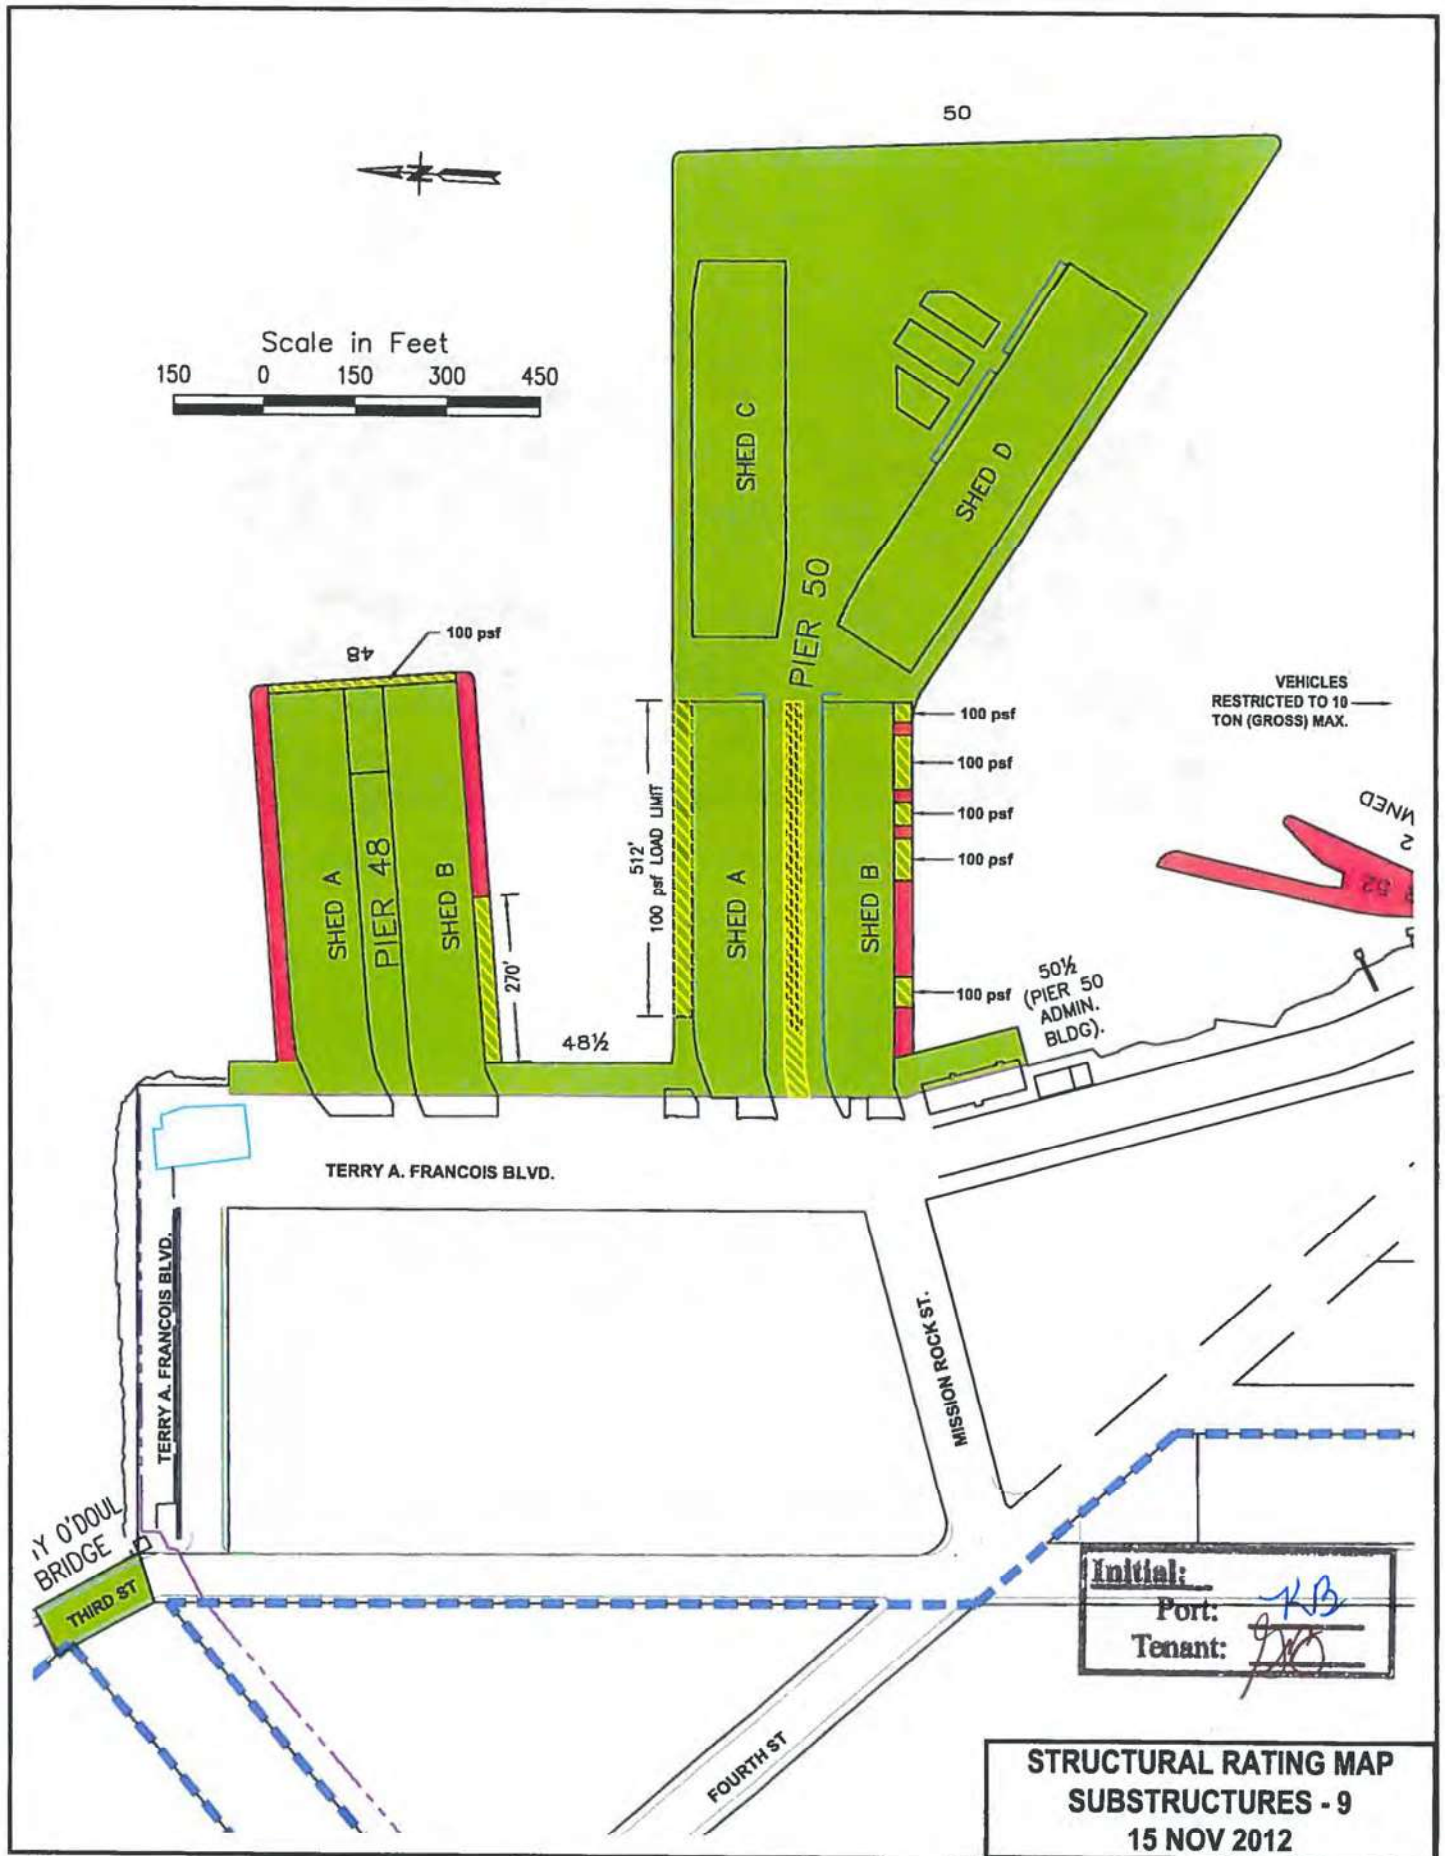 50
N
Scale in Feet
150 0 150 300 450
SHED C
SHED D
PIER 50
48
100 psf
VEHICLES
RESTRICTED TO 10
TON (GROSS) MAX.
100 psf
100 psf
100 psf
100 psf
100 psf
512'
100 psf LOAD LIMIT
SHED A
PIER 48
SHED B
270'
SHED A
SHED B
52
2
48½
50½
(PIER 50
ADMIN.
BLDG).
TERRY A. FRANCOIS BLVD.
TERRY A. FRANCOIS BLVD.
MISSION ROCK ST.
Y O'DOUL
BRIDGE
THIRD ST
FOURTH ST
Initial:
Port: KB
Tenant:
STRUCTURAL RATING MAP
SUBSTRUCTURES - 9
15 NOV 2012